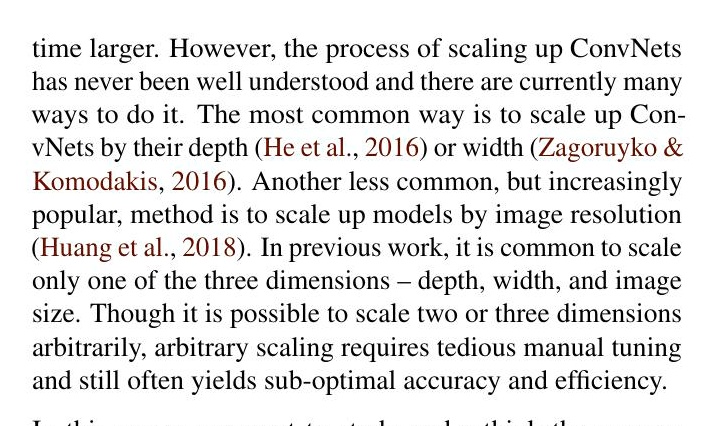 time larger. However, the process of scaling up ConvNets
has never been well understood and there are currently many
ways to do it. The most common way is to scale up Con-
vNets by their depth (He et al., 2016) or width (Zagoruyko &
Komodakis, 2016). Another less common, but increasingly
popular, method is to scale up models by image resolution
(Huang et al., 2018). In previous work, it is common to scale
only one of the three dimensions – depth, width, and image
size. Though it is possible to scale two or three dimensions
arbitrarily, arbitrary scaling requires tedious manual tuning
and still often yields sub-optimal accuracy and efficiency.